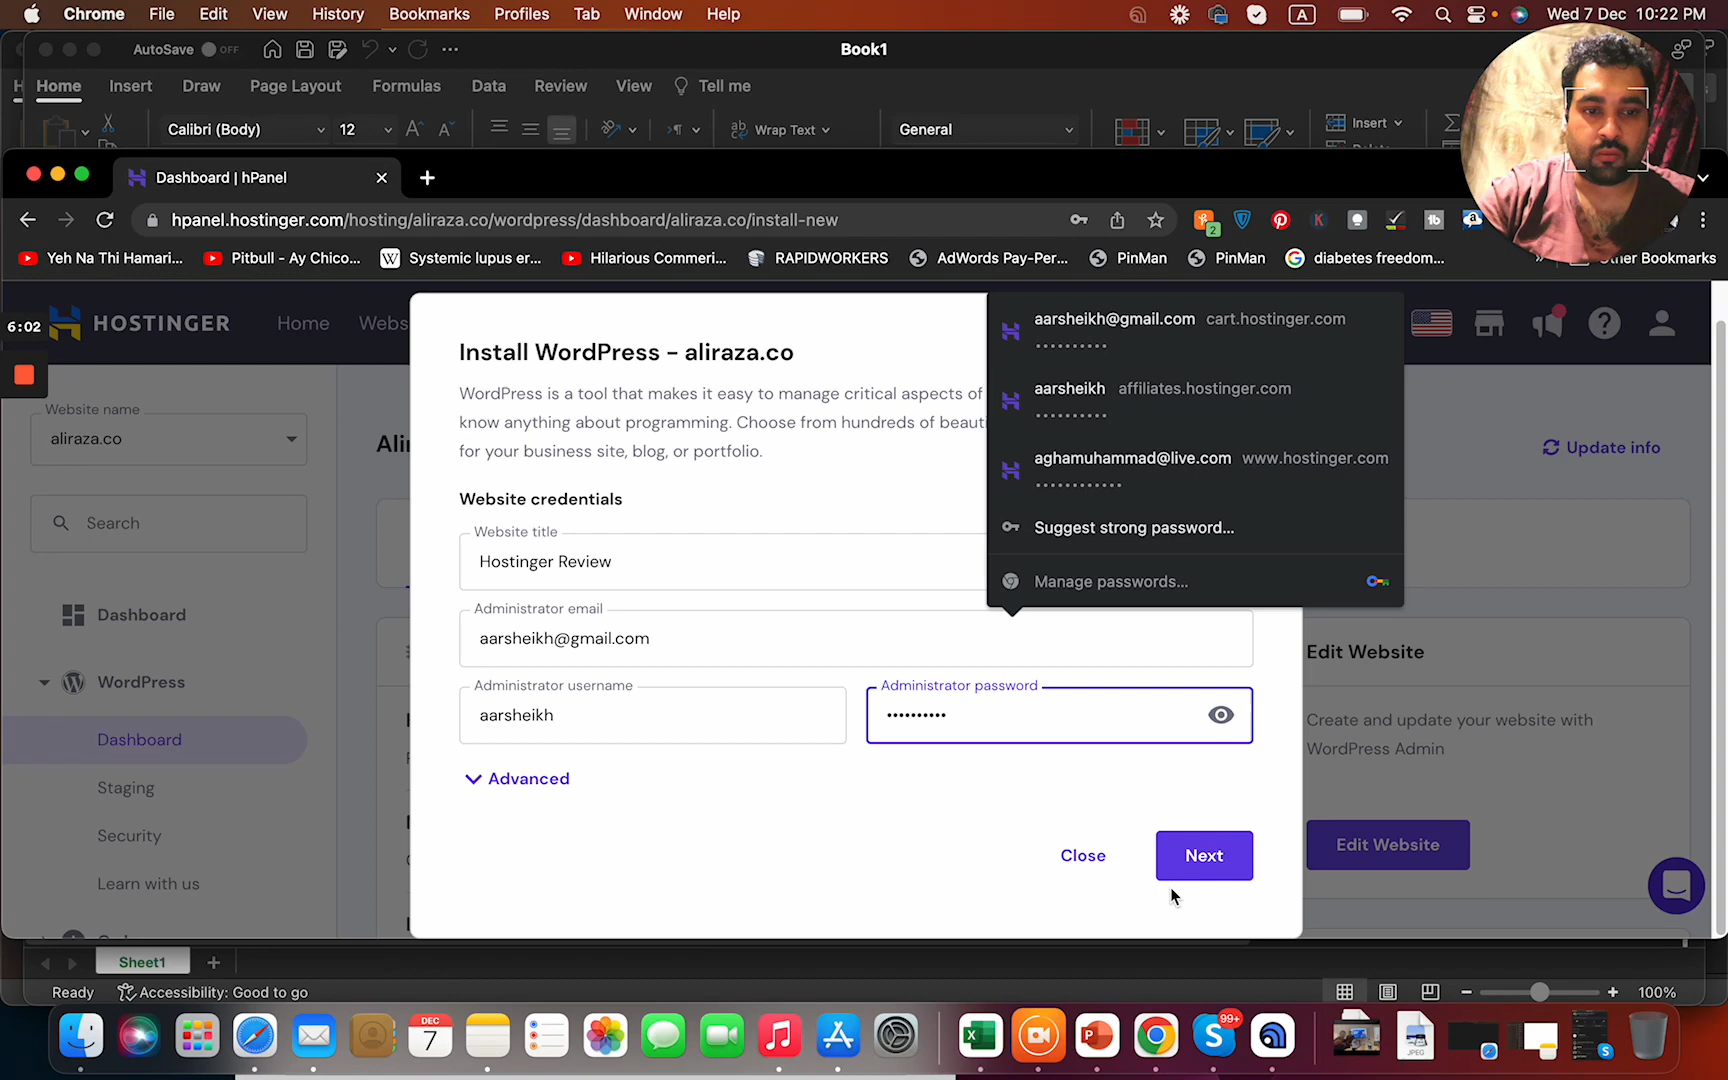 Chrome File Edit View History Bookmarks Profiles Tab Window Help A Wed 7 Dec 10:22 PM
AutoSave OFF Book1
Home Insert Draw Page Layout Formulas Data Review View Tell me
Calibri (Body) 12 Wrap Text General Insert
Dashboard | hPanel
hpanel.hostinger.com/hosting/aliraza.co/wordpress/dashboard/aliraza.co/install-new
Yeh Na Thi Hamari... Pitbull - Ay Chico... Systemic lupus er... Hilarious Commeri... RAPIDWORKERS AdWords Pay-Per... PinMan PinMan diabetes freedom... Other Bookmarks
6:02 HOSTINGER Home Webs
Install WordPress - aliraza.co
WordPress is a tool that makes it easy to manage critical aspects of
know anything about programming. Choose from hundreds of beauti
for your business site, blog, or portfolio.
aarsheikh@gmail.com cart.hostinger.com
aarsheikh affiliates.hostinger.com
aghamuhammad@live.com www.hostinger.com
Suggest strong password...
Manage passwords...
Website name
aliraza.co
Search
Update info
Website credentials
Website title
Hostinger Review
Administrator email
aarsheikh@gmail.com
Administrator username
aarsheikh
Administrator password
••••••••••
Advanced
Close Next
Dashboard
WordPress
Dashboard
Staging
Security
Learn with us
Edit Website
Create and update your website with
WordPress Admin
Edit Website
Sheet1
Ready Accessibility: Good to go 100%
DEC
7
99+
JPEG